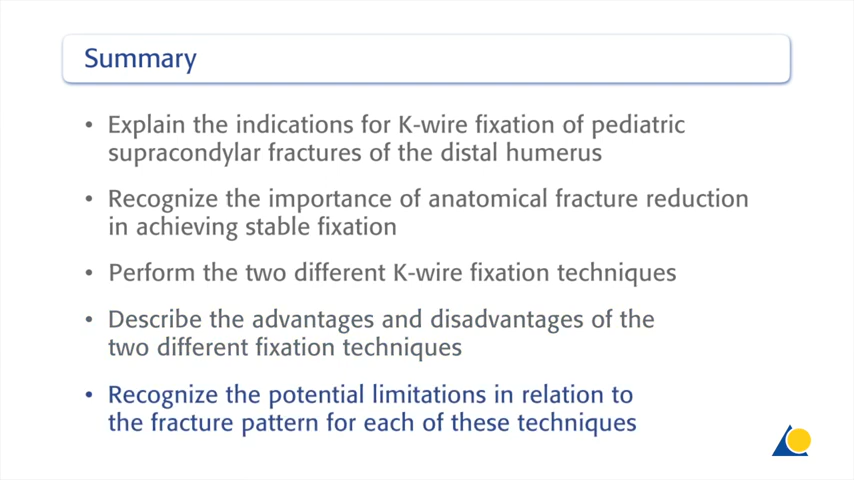 Summary
• Explain the indications for K-wire fixation of pediatric
supracondylar fractures of the distal humerus
• Recognize the importance of anatomical fracture reduction
in achieving stable fixation
• Perform the two different K-wire fixation techniques
• Describe the advantages and disadvantages of the
two different fixation techniques
• Recognize the potential limitations in relation to
the fracture pattern for each of these techniques